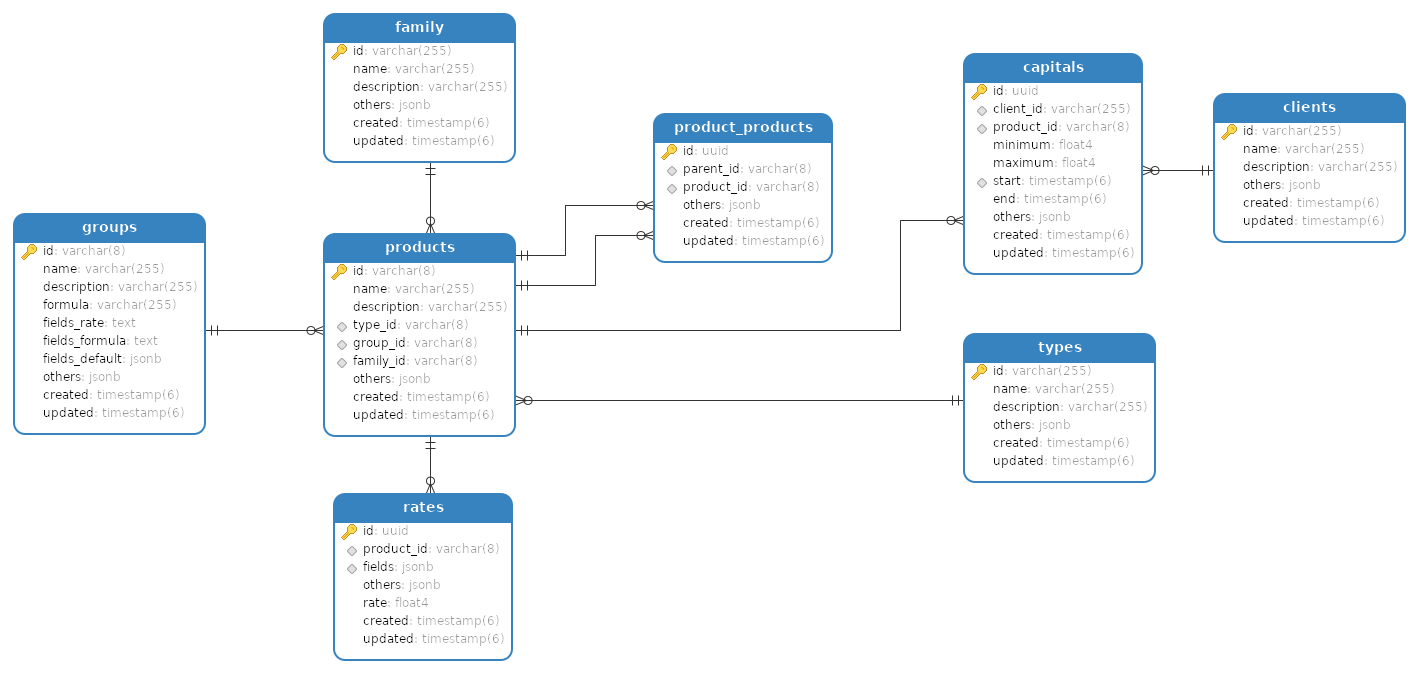 family
id: varchar(255)
name: varchar(255)
description: varchar(255)
others: jsonb
created: timestamp(6)
updated: timestamp(6)
product_products
id: uuid
parent_id: varchar(8)
product_id: varchar(8)
others: jsonb
created: timestamp(6)
updated: timestamp(6)
capitals
id: uuid
client_id: varchar(255)
product_id: varchar(8)
minimum: float4
maximum: float4
start: timestamp(6)
end: timestamp(6)
others: jsonb
created: timestamp(6)
updated: timestamp(6)
clients
id: varchar(255)
name: varchar(255)
description: varchar(255)
others: jsonb
created: timestamp(6)
updated: timestamp(6)
groups
id: varchar(8)
name: varchar(255)
description: varchar(255)
formula: varchar(255)
fields_rate: text
fields_formula: text
fields_default: jsonb
others: jsonb
created: timestamp(6)
updated: timestamp(6)
products
id: varchar(8)
name: varchar(255)
description: varchar(255)
type_id: varchar(8)
group_id: varchar(8)
family_id: varchar(8)
others: jsonb
created: timestamp(6)
updated: timestamp(6)
types
id: varchar(255)
name: varchar(255)
description: varchar(255)
others: jsonb
created: timestamp(6)
updated: timestamp(6)
rates
id: uuid
product_id: varchar(8)
fields: jsonb
others: jsonb
rate: float4
created: timestamp(6)
updated: timestamp(6)